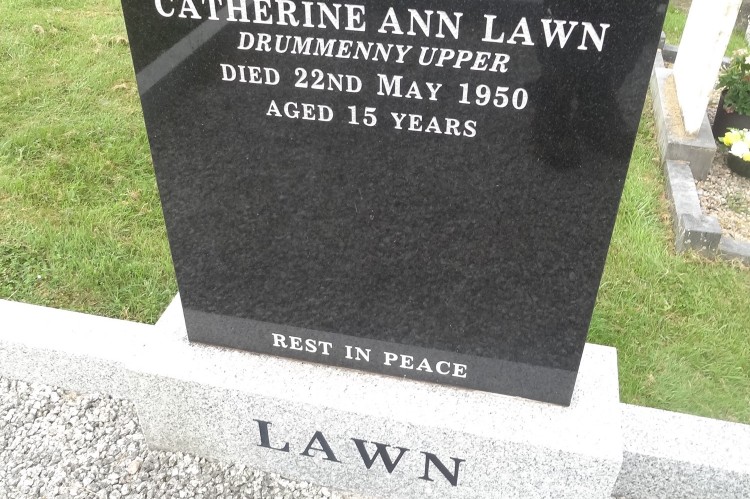 CATHERINE ANN LAWN
DRUMMENNY UPPER
DIED 22ND MAY 1950
AGED 15 YEARS
REST IN PEACE
LAWN